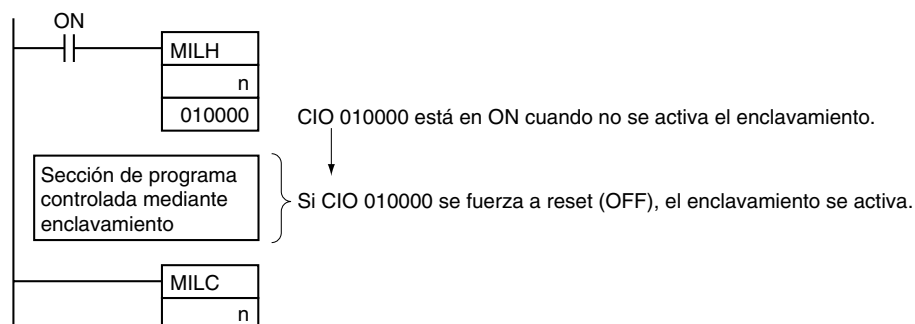 ON
MILH
n
010000
CIO 010000 está en ON cuando no se activa el enclavamiento.
Sección de programa
controlada mediante
enclavamiento
Si CIO 010000 se fuerza a reset (OFF), el enclavamiento se activa.
MILC
n